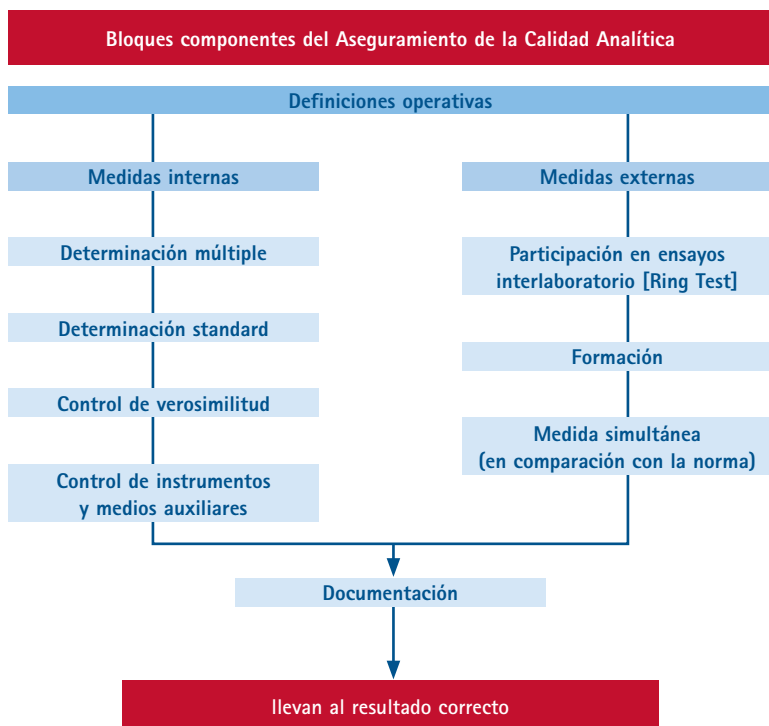 Bloques componentes del Aseguramiento de la Calidad Analítica
Definiciones operativas
Medidas internas
Determinación múltiple
Determinación standard
Control de verosimilitud
Control de instrumentos
y medios auxiliares
Medidas externas
Participación en ensayos
interlaboratorio [Ring Test]
Formación
Medida simultánea
(en comparación con la norma)
Documentación
llevan al resultado correcto